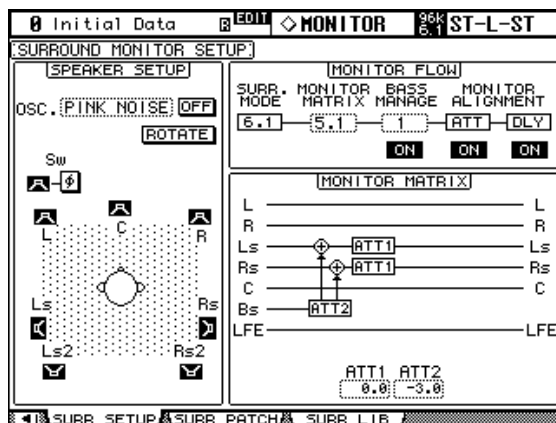 0 Initial Data EDIT ◇MONITOR 96k 6.1 ST-L-ST
SURROUND MONITOR SETUP
SPEAKER SETUP
OSC. PINK NOISE OFF
ROTATE
Sw
Φ
L C R
Ls Rs
Ls2 Rs2
MONITOR FLOW
SURR. MODE MONITOR MATRIX BASS MANAGE MONITOR ALIGNMENT
6.1 5.1 1 ATT DLY
ON ON ON
MONITOR MATRIX
L L
R R
Ls ATT1 Ls
Rs ATT1 Rs
C C
Bs ATT2
LFE LFE
ATT1 ATT2
0.0 -3.0
SURR SETUP SURR PATCH SURR LIB